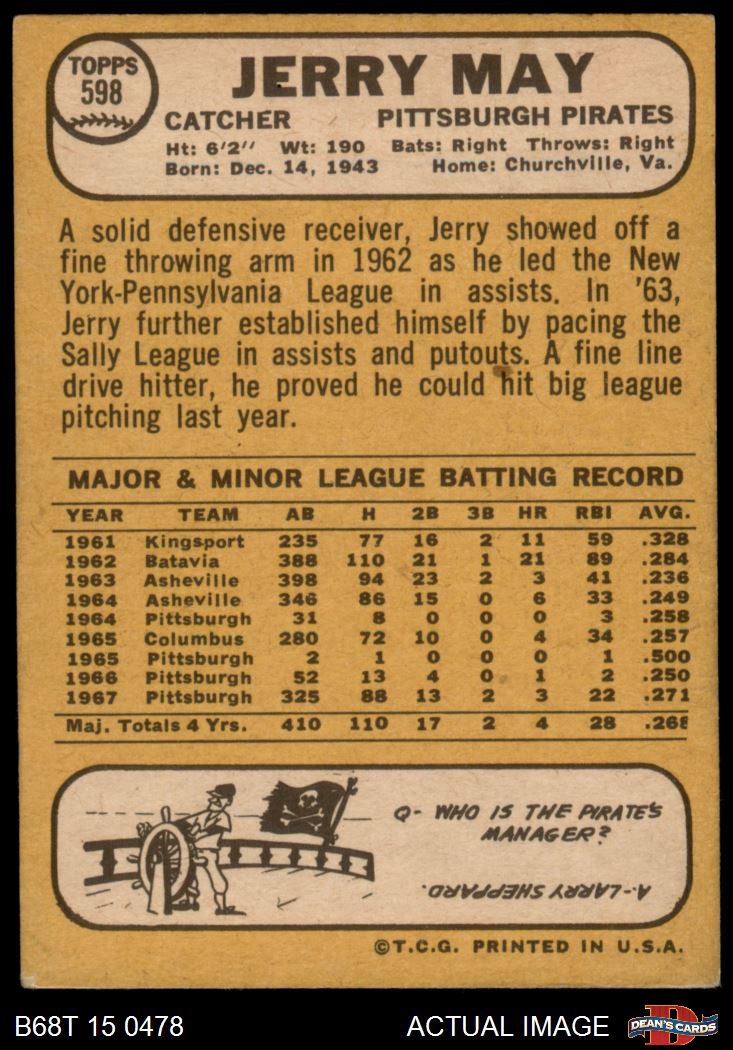 TOPPS
598
JERRY MAY
CATCHER PITTSBURGH PIRATES
Ht: 6'2" Wt: 190 Bats: Right Throws: Right
Born: Dec. 14, 1943 Home: Churchville, Va.
A solid defensive receiver, Jerry showed off a
fine throwing arm in 1962 as he led the New
York-Pennsylvania League in assists. In '63,
Jerry further established himself by pacing the
Sally League in assists and putouts. A fine line
drive hitter, he proved he could hit big league
pitching last year.
MAJOR & MINOR LEAGUE BATTING RECORD
YEAR TEAM AB H 2B 3B HR RBI AVG.
1961 Kingsport 235 77 16 2 11 59 .328
1962 Batavia 388 110 21 1 21 89 .284
1963 Asheville 398 94 23 2 3 41 .236
1964 Asheville 346 86 15 0 6 33 .249
1964 Pittsburgh 31 8 0 0 0 3 .258
1965 Columbus 280 72 10 0 4 34 .257
1965 Pittsburgh 2 1 0 0 0 1 .500
1966 Pittsburgh 52 13 4 0 1 2 .250
1967 Pittsburgh 325 88 13 2 3 22 .271
Maj. Totals 4 Yrs. 410 110 17 2 4 28 .268
Q- WHO IS THE PIRATE'S
MANAGER?
A-LARRY SHEPPARD.
©T.C.G. PRINTED IN U.S.A.
B68T 15 0478 ACTUAL IMAGE
D
DEAN'S CARDS